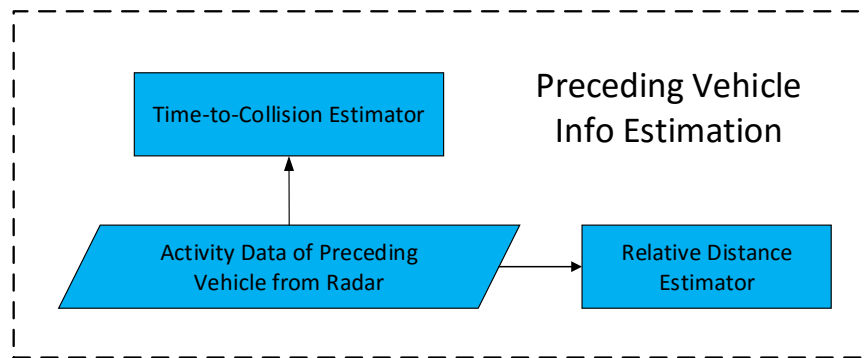 Time-to-Collision Estimator
Preceding Vehicle
Info Estimation
Activity Data of Preceding
Vehicle from Radar
Relative Distance
Estimator